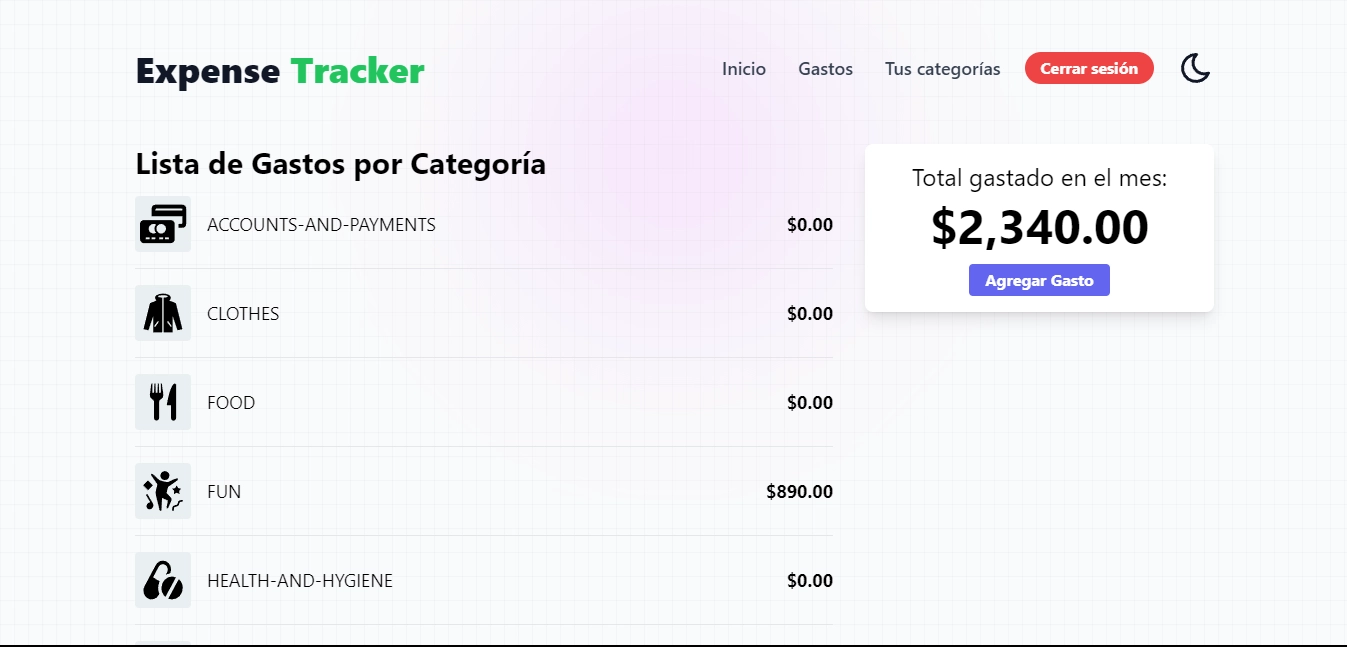 Expense Tracker
Inicio
Gastos
Tus categorías
Cerrar sesión
Lista de Gastos por Categoría
ACCOUNTS-AND-PAYMENTS $0.00
CLOTHES $0.00
FOOD $0.00
FUN $890.00
HEALTH-AND-HYGIENE $0.00
Total gastado en el mes:
$2,340.00
Agregar Gasto